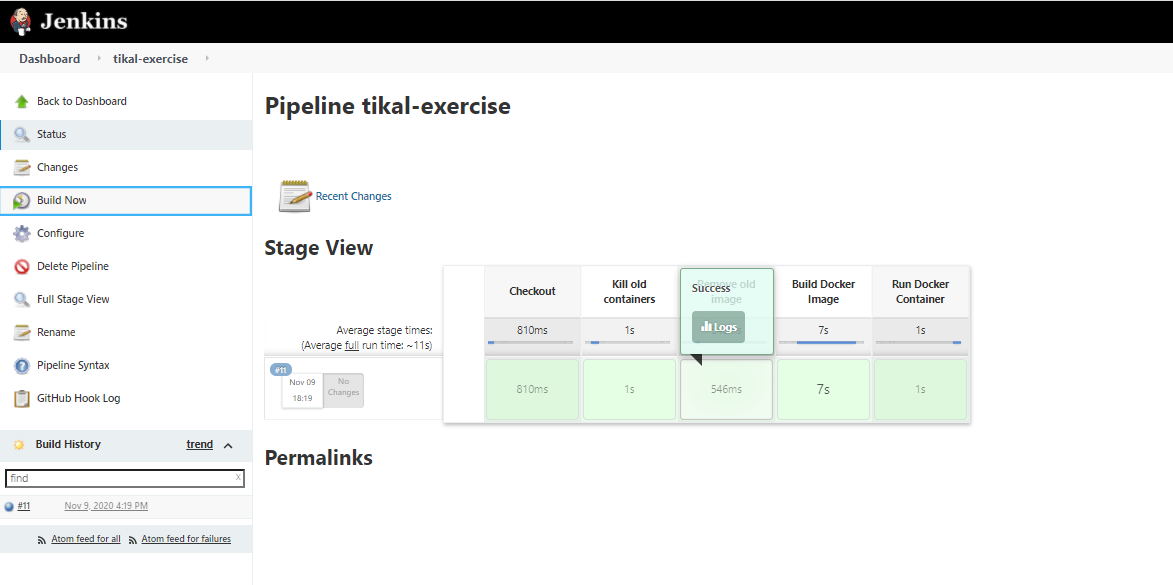 Jenkins
Dashboard
tikal-exercise
Back to Dashboard
Status
Changes
Build Now
Configure
Delete Pipeline
Full Stage View
Rename
Pipeline Syntax
GitHub Hook Log
Build History
trend
find
x
#11
Nov 9, 2020 4:19 PM
Atom feed for all
Atom feed for failures
Pipeline tikal-exercise
Recent Changes
Stage View
Average stage times:
(Average full run time: ~11s)
Checkout
Kill old
containers
Remove old
image
Success
Logs
Build Docker
Image
Run Docker
Container
810ms
1s
7s
1s
#11
Nov 09
18:19
No
Changes
810ms
1s
546ms
7s
1s
Permalinks